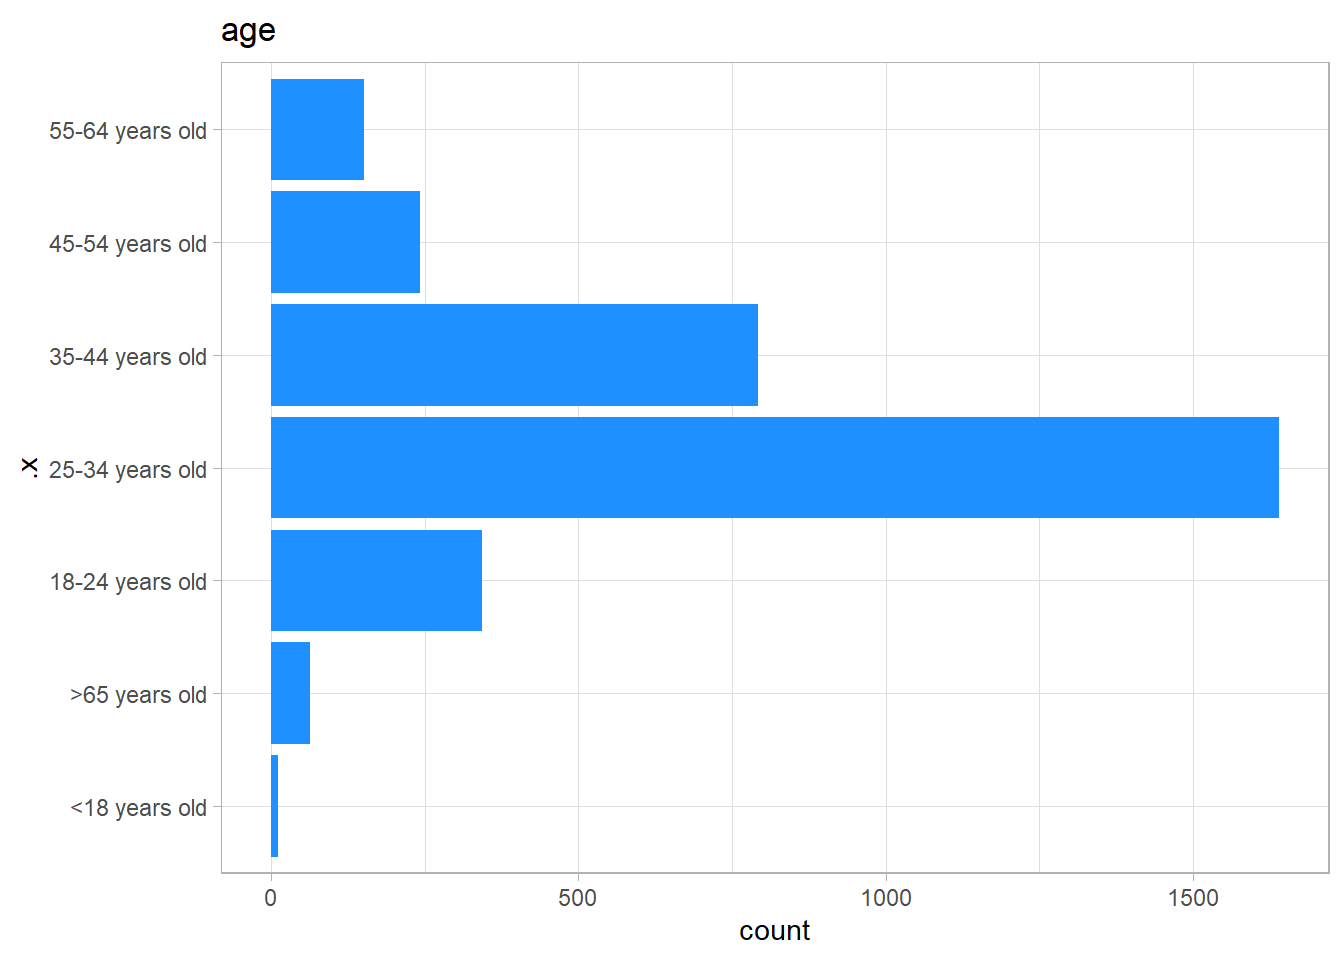 age
55-64 years old
45-54 years old
35-44 years old
25-34 years old
18-24 years old
>65 years old
<18 years old
.x
0 500 1000 1500
count